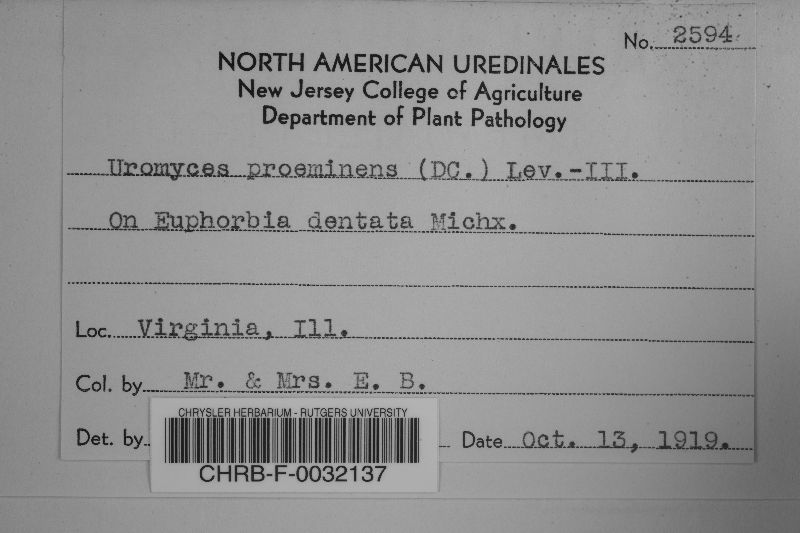 No. 2594
NORTH AMERICAN UREDINALES
New Jersey College of Agriculture
Department of Plant Pathology
Uromyces proeminens (DC.) Lev.-III.
On Euphorbia dentata Michx.
Loc. Virginia, Ill.
Col. by Mr. & Mrs. E. B.
Det. by Date Oct. 13, 1919.
CHRYSLER HERBARIUM - RUTGERS UNIVERSITY
CHRB-F-0032137